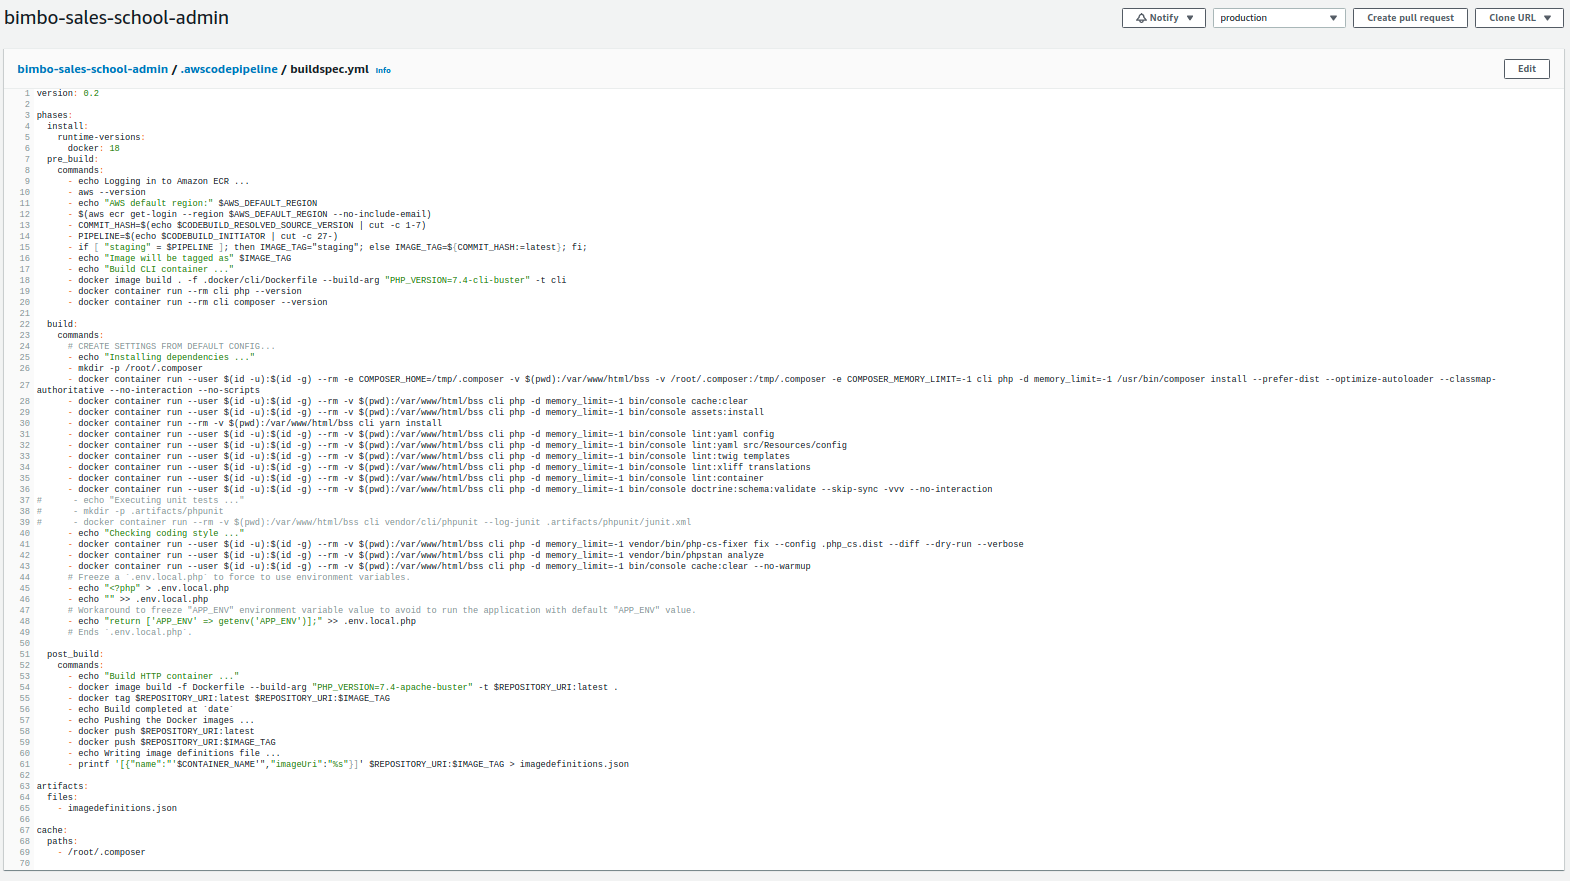 bimbo-sales-school-admin
Notify ▼ production ▼ Create pull request Clone URL ▼
bimbo-sales-school-admin / .awscodepipeline / buildspec.yml Info Edit
1 version: 0.2
2
3 phases:
4   install:
5     runtime-versions:
6       docker: 18
7   pre_build:
8     commands:
9       - echo Logging in to Amazon ECR ...
10       - aws --version
11       - echo "AWS default region:" $AWS_DEFAULT_REGION
12       - $(aws ecr get-login --region $AWS_DEFAULT_REGION --no-include-email)
13       - COMMIT_HASH=$(echo $CODEBUILD_RESOLVED_SOURCE_VERSION | cut -c 1-7)
14       - PIPELINE=$(echo $CODEBUILD_INITIATOR | cut -c 27-)
15       - if [ "staging" = $PIPELINE ]; then IMAGE_TAG="staging"; else IMAGE_TAG=${COMMIT_HASH:=latest}; fi;
16       - echo "Image will be tagged as" $IMAGE_TAG
17       - echo "Build CLI container ..."
18       - docker image build . -f .docker/cli/Dockerfile --build-arg "PHP_VERSION=7.4-cli-buster" -t cli
19       - docker container run --rm cli php --version
20       - docker container run --rm cli composer --version
21
22   build:
23     commands:
24       # CREATE SETTINGS FROM DEFAULT CONFIG...
25       - echo "Installing dependencies ..."
26       - mkdir -p /root/.composer
27       - docker container run --user $(id -u):$(id -g) --rm -e COMPOSER_HOME=/tmp/.composer -v $(pwd):/var/www/html/bss -v /root/.composer:/tmp/.composer -e COMPOSER_MEMORY_LIMIT=-1 cli php -d memory_limit=-1 /usr/bin/composer install --prefer-dist --optimize-autoloader --classmap-
authoritative --no-interaction --no-scripts
28       - docker container run --user $(id -u):$(id -g) --rm -v $(pwd):/var/www/html/bss cli php -d memory_limit=-1 bin/console cache:clear
29       - docker container run --user $(id -u):$(id -g) --rm -v $(pwd):/var/www/html/bss cli php -d memory_limit=-1 bin/console assets:install
30       - docker container run --rm -v $(pwd):/var/www/html/bss cli yarn install
31       - docker container run --user $(id -u):$(id -g) --rm -v $(pwd):/var/www/html/bss cli php -d memory_limit=-1 bin/console lint:yaml config
32       - docker container run --user $(id -u):$(id -g) --rm -v $(pwd):/var/www/html/bss cli php -d memory_limit=-1 bin/console lint:yaml src/Resources/config
33       - docker container run --user $(id -u):$(id -g) --rm -v $(pwd):/var/www/html/bss cli php -d memory_limit=-1 bin/console lint:twig templates
34       - docker container run --user $(id -u):$(id -g) --rm -v $(pwd):/var/www/html/bss cli php -d memory_limit=-1 bin/console lint:xliff translations
35       - docker container run --user $(id -u):$(id -g) --rm -v $(pwd):/var/www/html/bss cli php -d memory_limit=-1 bin/console lint:container
36       - docker container run --user $(id -u):$(id -g) --rm -v $(pwd):/var/www/html/bss cli php -d memory_limit=-1 bin/console doctrine:schema:validate --skip-sync -vvv --no-interaction
37 #      - echo "Executing unit tests ..."
38 #      - mkdir -p .artifacts/phpunit
39 #      - docker container run --rm -v $(pwd):/var/www/html/bss cli vendor/cli/phpunit --log-junit .artifacts/phpunit/junit.xml
40       - echo "Checking coding style ..."
41       - docker container run --user $(id -u):$(id -g) --rm -v $(pwd):/var/www/html/bss cli php -d memory_limit=-1 vendor/bin/php-cs-fixer fix --config .php_cs.dist --diff --dry-run --verbose
42       - docker container run --user $(id -u):$(id -g) --rm -v $(pwd):/var/www/html/bss cli php -d memory_limit=-1 vendor/bin/phpstan analyze
43       - docker container run --user $(id -u):$(id -g) --rm -v $(pwd):/var/www/html/bss cli php -d memory_limit=-1 bin/console cache:clear --no-warmup
44       # Freeze a `.env.local.php` to force to use environment variables.
45       - echo "<?php" > .env.local.php
46       - echo "" >> .env.local.php
47       # Workaround to freeze "APP_ENV" environment variable value to avoid to run the application with default "APP_ENV" value.
48       - echo "return ['APP_ENV' => getenv('APP_ENV')];" >> .env.local.php
49       # Ends `.env.local.php`.
50
51   post_build:
52     commands:
53       - echo "Build HTTP container ..."
54       - docker image build -f Dockerfile --build-arg "PHP_VERSION=7.4-apache-buster" -t $REPOSITORY_URI:latest .
55       - docker tag $REPOSITORY_URI:latest $REPOSITORY_URI:$IMAGE_TAG
56       - echo Build completed at `date`
57       - echo Pushing the Docker images ...
58       - docker push $REPOSITORY_URI:latest
59       - docker push $REPOSITORY_URI:$IMAGE_TAG
60       - echo Writing image definitions file ...
61       - printf '[{"name":"'$CONTAINER_NAME'","imageUri":"%s"}]' $REPOSITORY_URI:$IMAGE_TAG > imagedefinitions.json
62
63 artifacts:
64   files:
65     - imagedefinitions.json
66
67 cache:
68   paths:
69     - /root/.composer
70